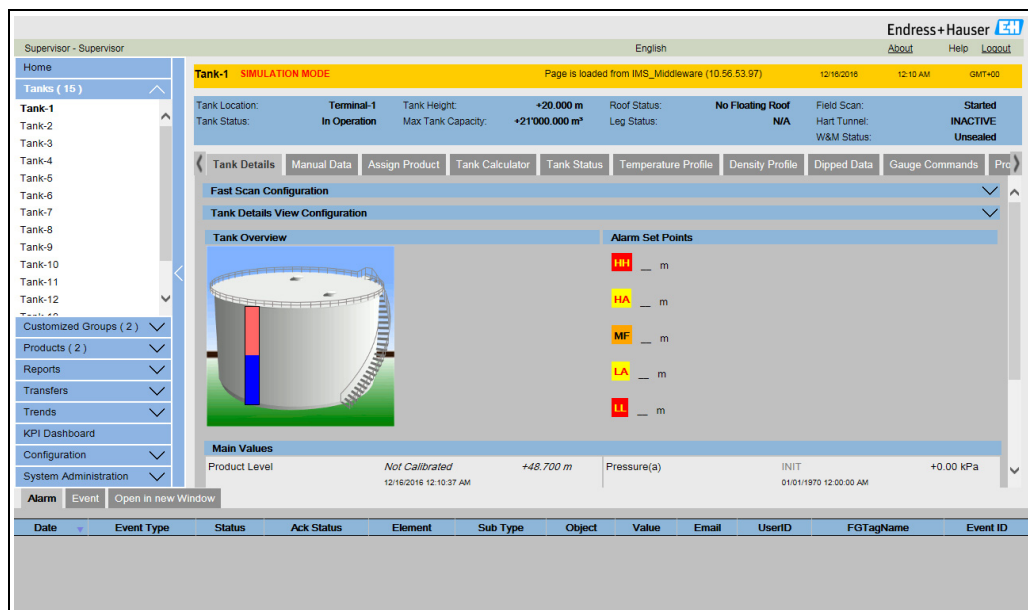 Endress+Hauser EH
Supervisor - Supervisor English About Help Logout
Home
Tanks ( 15 )
Tank-1
Tank-2
Tank-3
Tank-4
Tank-5
Tank-6
Tank-7
Tank-8
Tank-9
Tank-10
Tank-11
Tank-12
Customized Groups ( 2 )
Products ( 2 )
Reports
Transfers
Trends
KPI Dashboard
Configuration
System Administration
Tank-1 SIMULATION MODE Page is loaded from IMS_Middleware (10.56.53.97) 12/16/2016 12:10 AM GMT+00
Tank Location: Terminal-1 Tank Height: +20.000 m Roof Status: No Floating Roof Field Scan: Started
Tank Status: In Operation Max Tank Capacity: +21'000.000 m³ Leg Status: N/A Hart Tunnel: INACTIVE
W&M Status: Unsealed
Tank Details Manual Data Assign Product Tank Calculator Tank Status Temperature Profile Density Profile Dipped Data Gauge Commands Pro
Fast Scan Configuration
Tank Details View Configuration
Tank Overview Alarm Set Points
HH __ m
HA __ m
MF __ m
LA __ m
LL __ m
Main Values
Product Level Not Calibrated +48.700 m Pressure(a) INIT +0.00 kPa
12/16/2016 12:10:37 AM 01/01/1970 12:00:00 AM
Alarm Event Open in new Window
Date Event Type Status Ack Status Element Sub Type Object Value Email UserID FGTagName Event ID